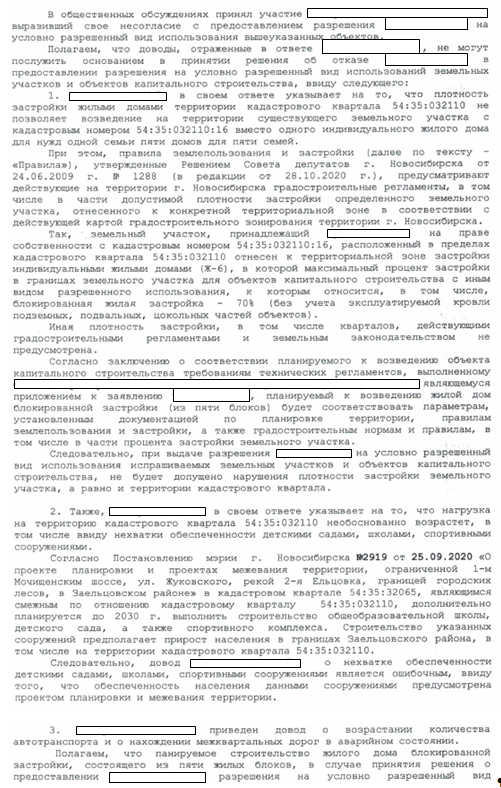 В общественных обсуждениях принял участие
выразивший свое несогласие с предоставлением разрешения на
условно разрешенный вид использования вышеуказанных объектов.
Полагаем, что доводы, отраженные в ответе , не могут
послужить основанием в принятии решения об отказе в
предоставлении разрешения на условно разрешенный вид использований земельных
участков и объектов капитального строительства, ввиду следующего:
1. в своем ответе указывает на то, что плотность
застройки жилыми домами территории кадастрового квартала 54:35:032110 не
позволяет возведение на территории существующего земельного участка с
кадастровым номером 54:35:032110:16 вместо одного индивидуального жилого дома
для нужд одной семьи пяти домов для пяти семей.
При этом, правила землепользования и застройки (далее по тексту -
«Правила»), утвержденные Решением Совета депутатов г. Новосибирска от
24.06.2009 г. № 1288 (в редакции от 28.10.2020 г.), предусматривают
действующие на территории г. Новосибирска градостроительные регламенты, в том
числе в части допустимой плотности застройки определенного земельного
участка, отнесенного к конкретной территориальной зоне в соответствии с
действующей картой градостроительного зонирования территории г. Новосибирска.
Так, земельный участок, принадлежащий на праве
собственности с кадастровым номером 54:35:032110:16, расположенный в пределах
кадастрового квартала 54:35:032110 отнесен к территориальной зоне застройки
индивидуальными жилыми домами (Ж-6), в которой максимальный процент застройки
в границах земельного участка для объектов капитального строительства с иным
видом разрешенного использования, к которым относится, в том числе,
блокированная жилая застройка - 70% (без учета эксплуатируемой кровли
подземных, подвальных, цокольных частей объектов).
Иная плотность застройки, в том числе кварталов, действующими
градостроительными регламентами и земельным законодательством не
предусмотрена.
Согласно заключению о соответствии планируемого к возведению объекта
капитального строительства требованиям технических регламентов, выполненному
являющемуся
приложением к заявлению , планируемый к возведению жилой дом
блокированной застройки (из пяти блоков) будет соответствовать параметрам,
установленным документацией по планировке территории, правилам
землепользования и застройки, а также градостроительным нормам и правилам, в
том числе в части процента застройки земельного участка.
Следовательно, при выдаче разрешения на условно разрешенный
вид использования испрашиваемых земельных участков и объектов капитального
строительства, не будет допущено нарушения плотности застройки земельного
участка, а равно и территории кадастрового квартала.
2. Также, в своем ответе указывает на то, что нагрузка
на территорию кадастрового квартала 54:35:032110 необоснованно возрастет, в
том числе ввиду нехватки обеспеченности детскими садами, школами, спортивными
сооружениями.
Согласно Постановлению мэрии г. Новосибирска №2919 от 25.09.2020 «О
проекте планировки и проектах межевания территории, ограниченной 1-м
Мочищенским шоссе, ул. Жуковского, рекой 2-я Ельцовка, границей городских
лесов, в Заельцовском районе» в кадастровом квартале 54:35:32065, являющимся
смежным по отношению кадастровому кварталу 54:35:032110, дополнительно
планируется до 2030 г. выполнить строительство общеобразовательной школы,
детского сада, а также спортивного комплекса. Строительство указанных
сооружений предполагает прирост населения в границах Заельцовского района, в
том числе на территории кадастрового квартала 54:35:032110.
Следовательно, довод о нехватке обеспеченности
детскими садами, школами, спортивными сооружениями является ошибочным, ввиду
того, что обеспеченность населения данными сооружениями предусмотрена
проектом планировки и межевания территории.
3. приведен довод о возрастании количества
автотранспорта и о нахождении межквартальных дорог в аварийном состоянии.
Полагаем, что панируемое строительство жилого дома блокированной
застройки, состоящего из пяти жилых блоков, в случае принятия решения о
предоставлении разрешения на условно разрешенный вид